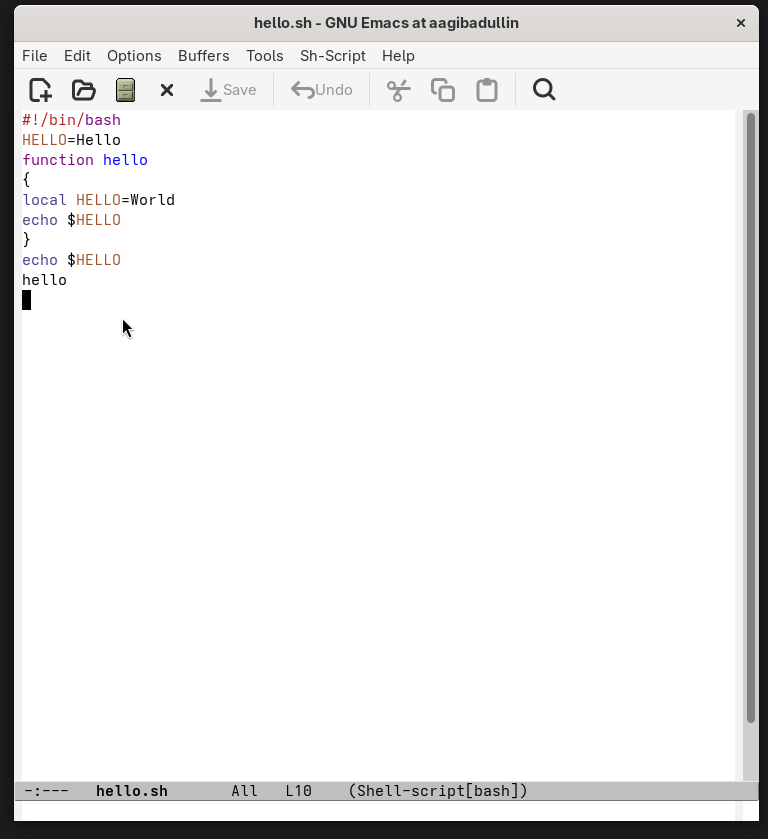 hello.sh - GNU Emacs at aagibadullin
File Edit Options Buffers Tools Sh-Script Help
Save Undo
#!/bin/bash
HELLO=Hello
function hello
{
local HELLO=World
echo $HELLO
}
echo $HELLO
hello
-:--- hello.sh All L10 (Shell-script[bash])